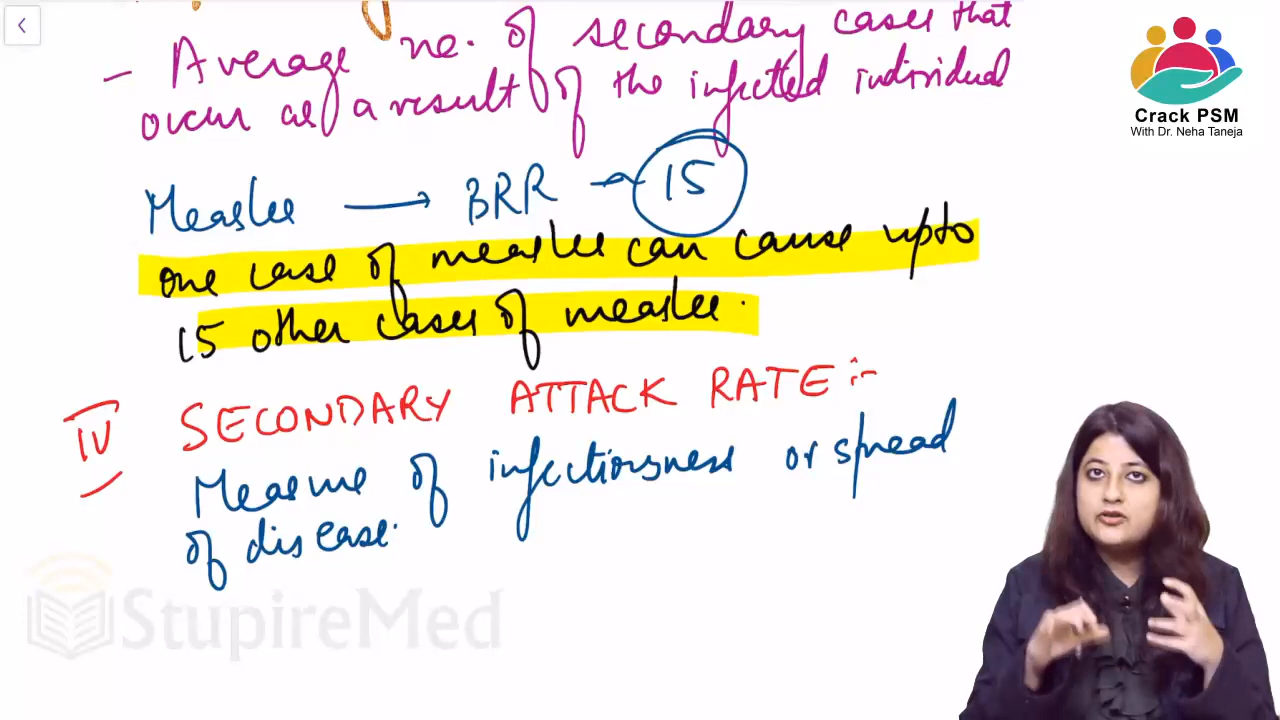 - Average no. of secondary cases that
occur as a result of the infected individual
Measles → BRR → 15
one case of measles can cause upto
15 other cases of measles.
IV SECONDARY ATTACK RATE :-
Measure of infectiousness or spread
of disease.
Crack PSM
With Dr. Neha Taneja
StupireMed